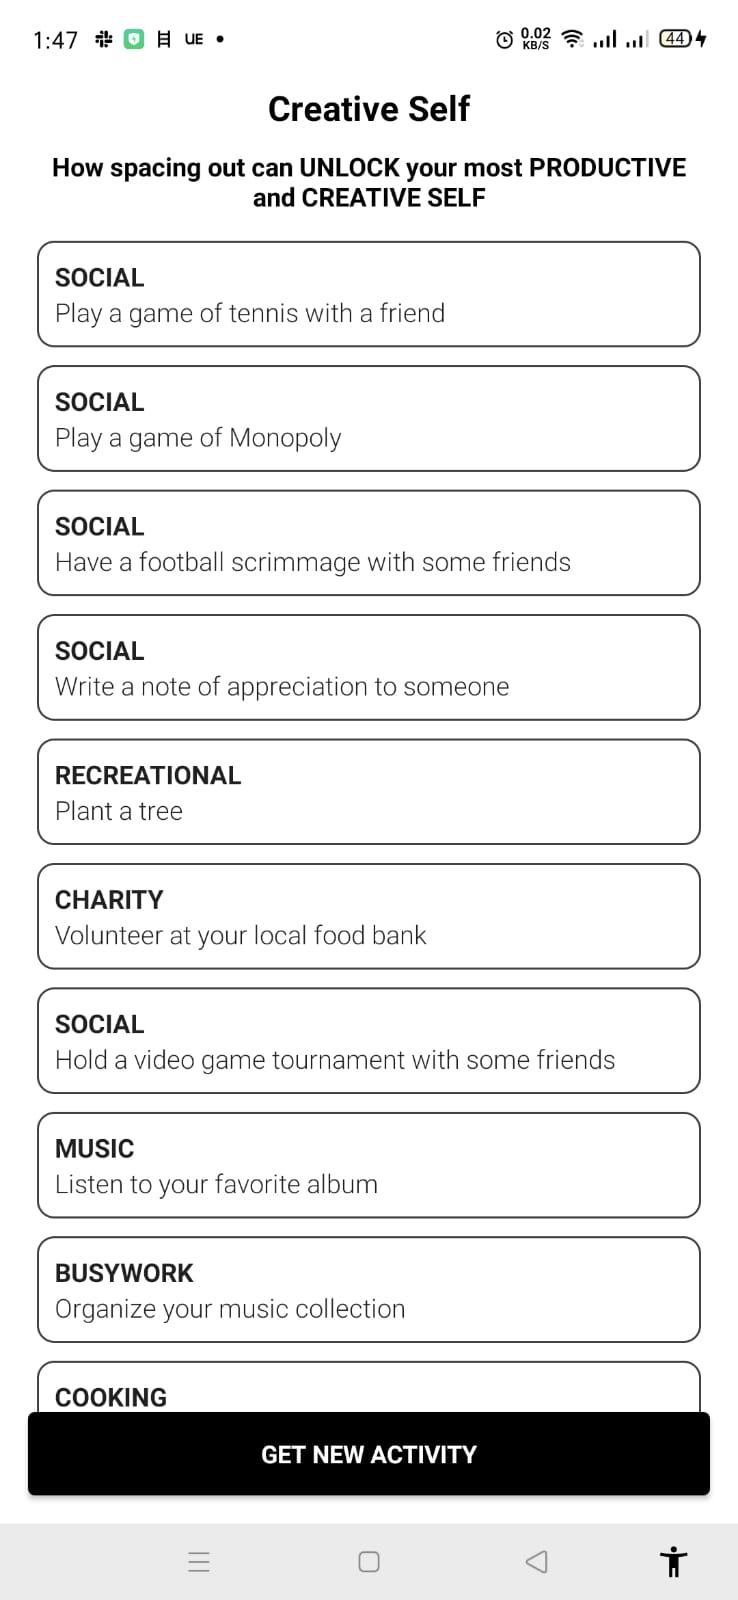 1:47 UE
0.02
KB/S
44
Creative Self
How spacing out can UNLOCK your most PRODUCTIVE
and CREATIVE SELF
SOCIAL
Play a game of tennis with a friend
SOCIAL
Play a game of Monopoly
SOCIAL
Have a football scrimmage with some friends
SOCIAL
Write a note of appreciation to someone
RECREATIONAL
Plant a tree
CHARITY
Volunteer at your local food bank
SOCIAL
Hold a video game tournament with some friends
MUSIC
Listen to your favorite album
BUSYWORK
Organize your music collection
COOKING
GET NEW ACTIVITY